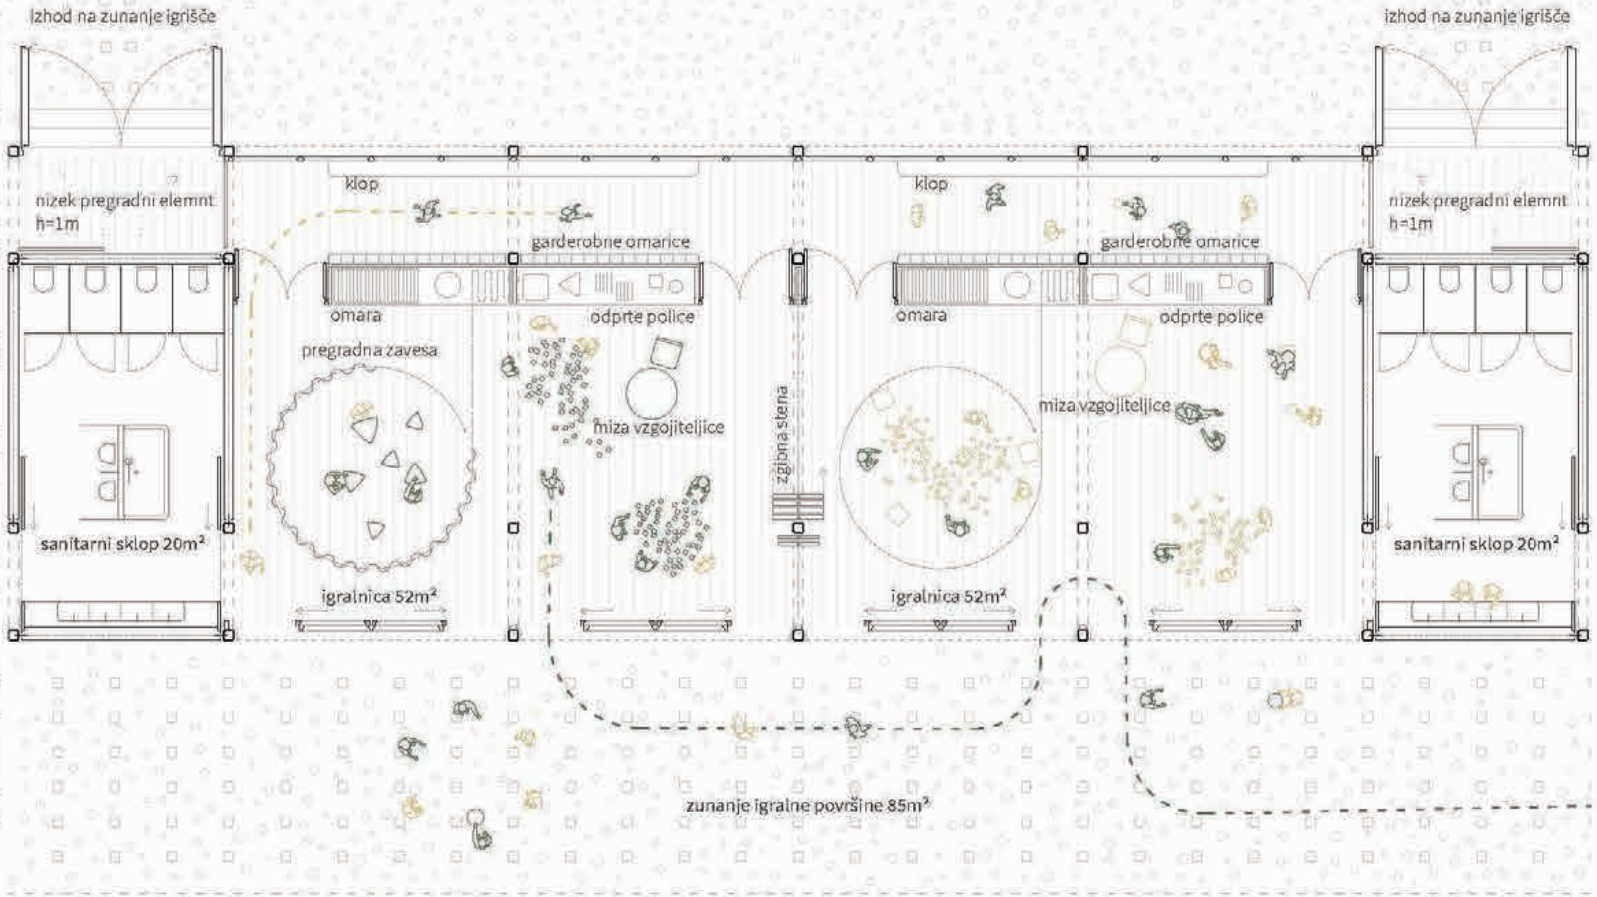 izhod na zunanje igrišče
izhod na zunanje igrišče
nizek pregradni elemnt
h=1m
klop
klop
nizek pregradni elemnt
h=1m
garderobne omarice
garderobne omarice
omara
odprte police
omara
odprte police
pregradna zavesa
miza vzgojiteljice
zgibna stena
miza vzgojiteljice
sanitarni sklop 20m²
sanitarni sklop 20m²
igralnica 52m²
igralnica 52m²
zunanje igralne površine 85m²